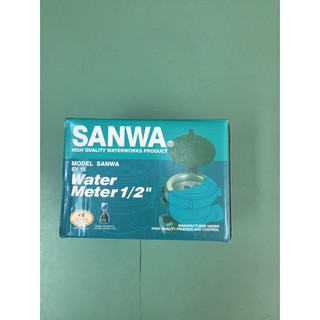 SANWA®
HIGH QUALITY WATERWORKS PRODUCT
MODEL SANWA
SV 15
Water
Meter 1/2"
MANUFACTURED UNDER
HIGH QUALITY PROCESS AND CONTROL